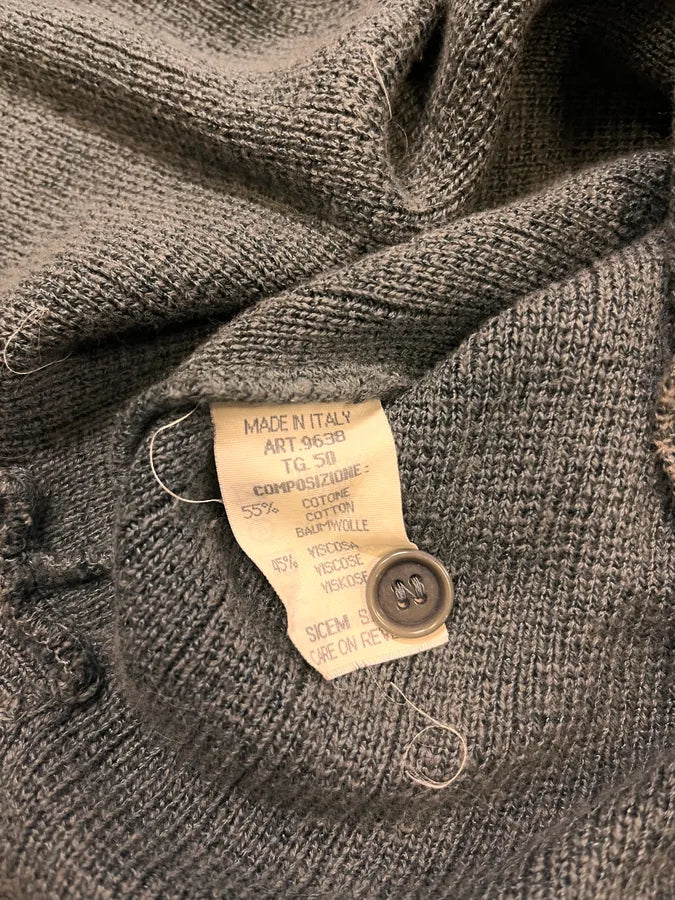 MADE IN ITALY
ART.9638
TG.50
COMPOSIZIONE:
55% COTONE
COTTON
BAUMWOLLE
45% VISCOSA
VISCOSE
VISKOSE
SICEM
CARE ON